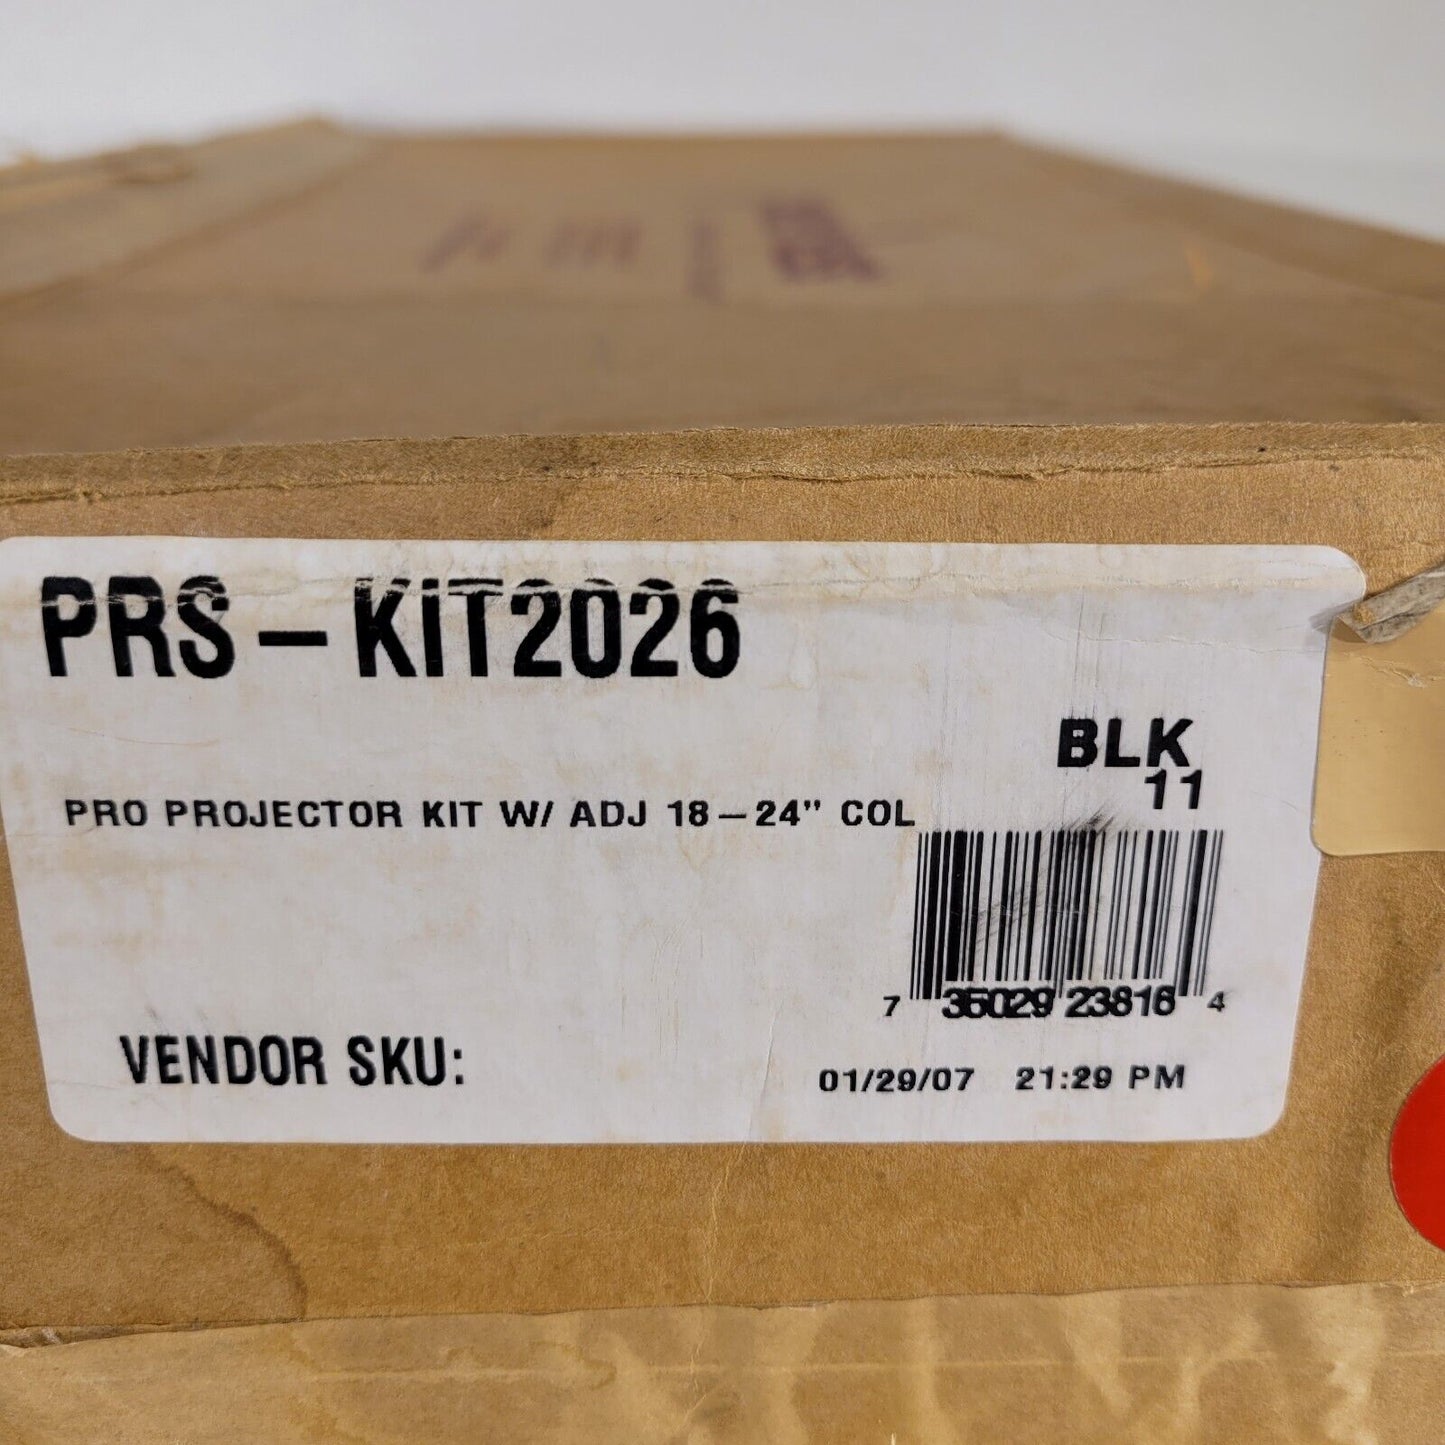 PRS-KIT2026
BLK
11
PRO PROJECTOR KIT W/ ADJ 18-24" COL
7 35029 23816 4
VENDOR SKU:
01/29/07 21:29 PM